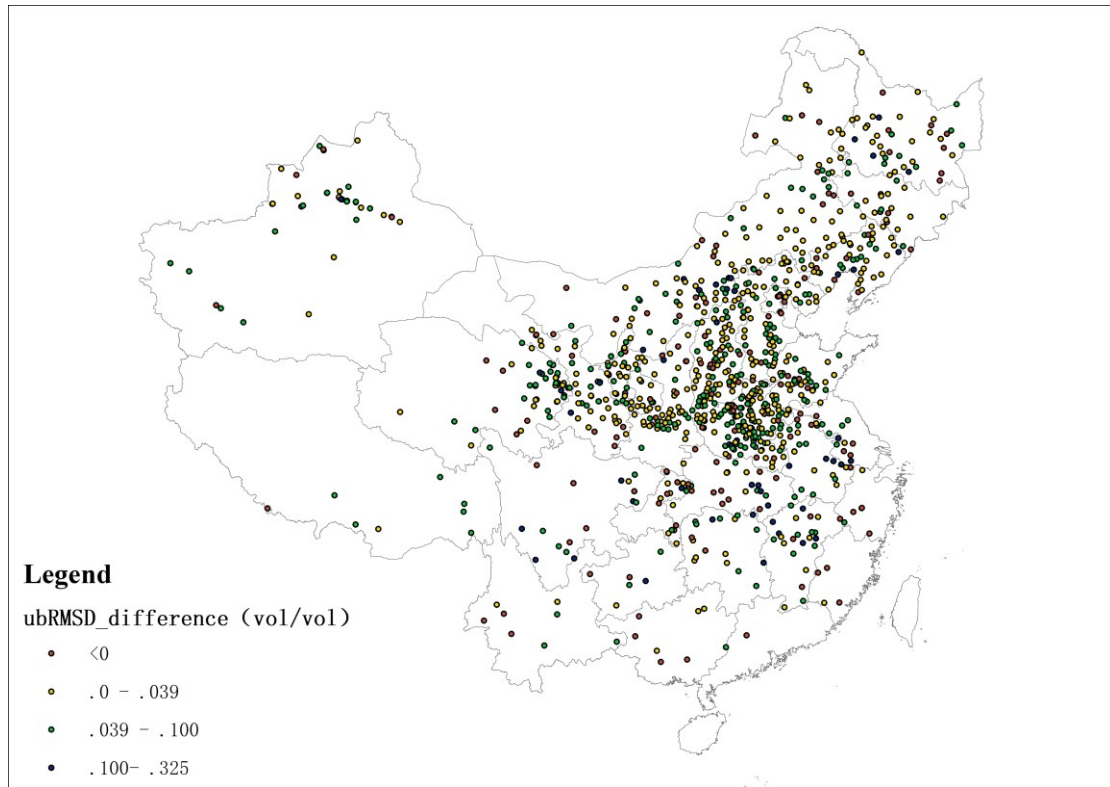 Legend
ubRMSD_difference (vol/vol)
<0
.0 - .039
.039 - .100
.100- .325